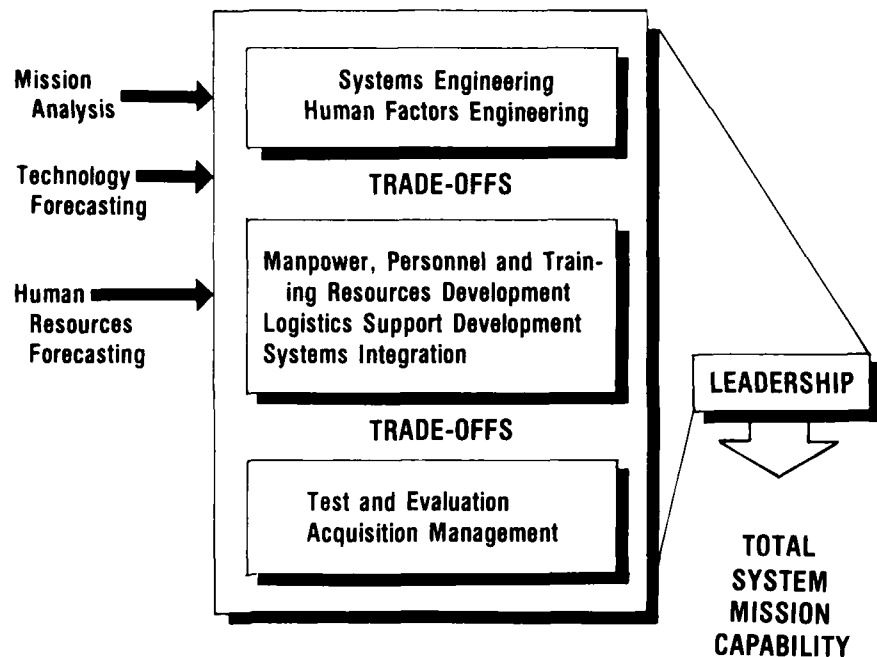 Mission
Analysis
Technology
Forecasting
Human
Resources
Forecasting
Systems Engineering
Human Factors Engineering
TRADE-OFFS
Manpower, Personnel and Train-
ing Resources Development
Logistics Support Development
Systems Integration
TRADE-OFFS
Test and Evaluation
Acquisition Management
LEADERSHIP
TOTAL
SYSTEM
MISSION
CAPABILITY